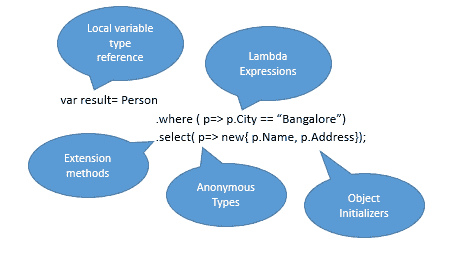 Local variable
type
reference
Lambda
Expressions
var result= Person
.where ( p=> p.City == “Bangalore”)
.select( p=> new{ p.Name, p.Address});
Extension
methods
Anonymous
Types
Object
Initializers